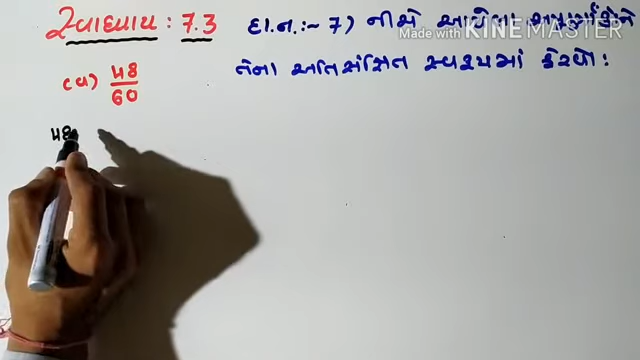 સ્વાધ્યાય : 7.3
દા.ન.:- 7) નીચે આપેલા અપૂર્ણાંકોને
તેના અતિસંક્ષિપ્ત સ્વરૂપમાં ફેરવો :
(વ) 48
60
48
Made with KINEMASTER